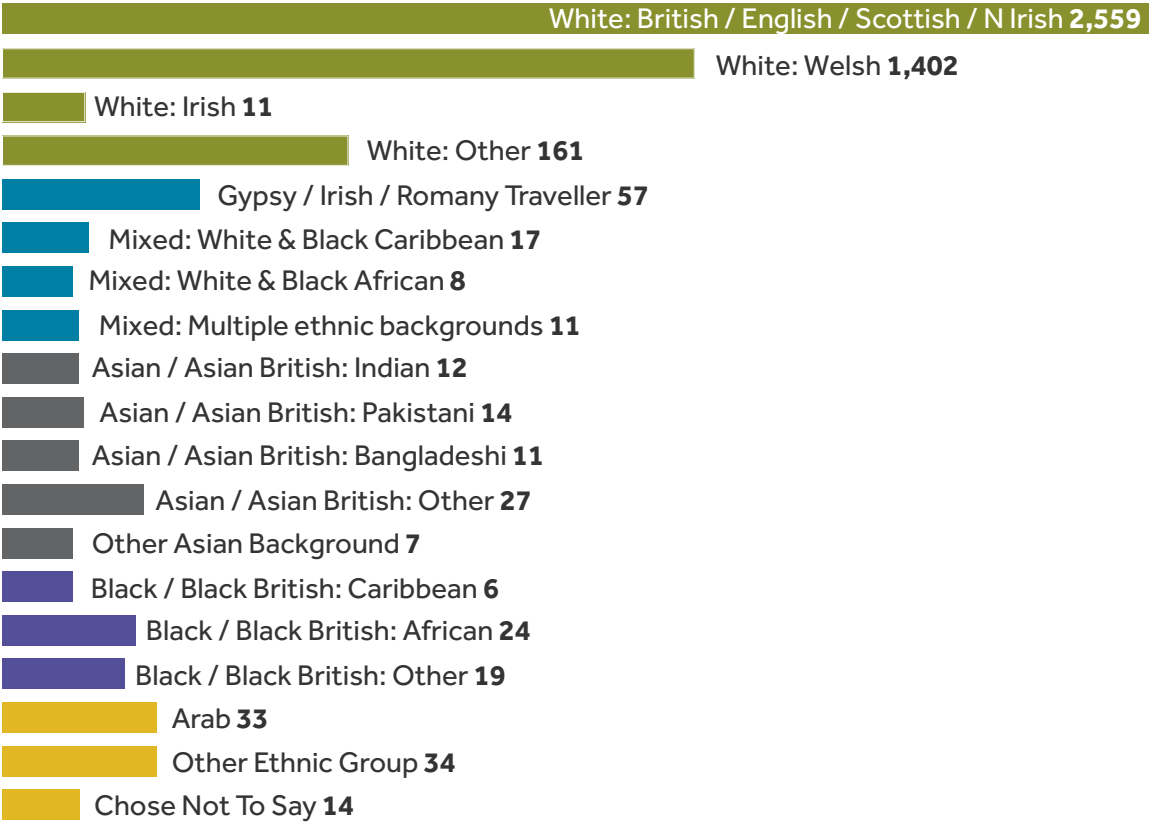 White: British / English / Scottish / N Irish 2,559
White: Welsh 1,402
White: Irish 11
White: Other 161
Gypsy / Irish / Romany Traveller 57
Mixed: White & Black Caribbean 17
Mixed: White & Black African 8
Mixed: Multiple ethnic backgrounds 11
Asian / Asian British: Indian 12
Asian / Asian British: Pakistani 14
Asian / Asian British: Bangladeshi 11
Asian / Asian British: Other 27
Other Asian Background 7
Black / Black British: Caribbean 6
Black / Black British: African 24
Black / Black British: Other 19
Arab 33
Other Ethnic Group 34
Chose Not To Say 14